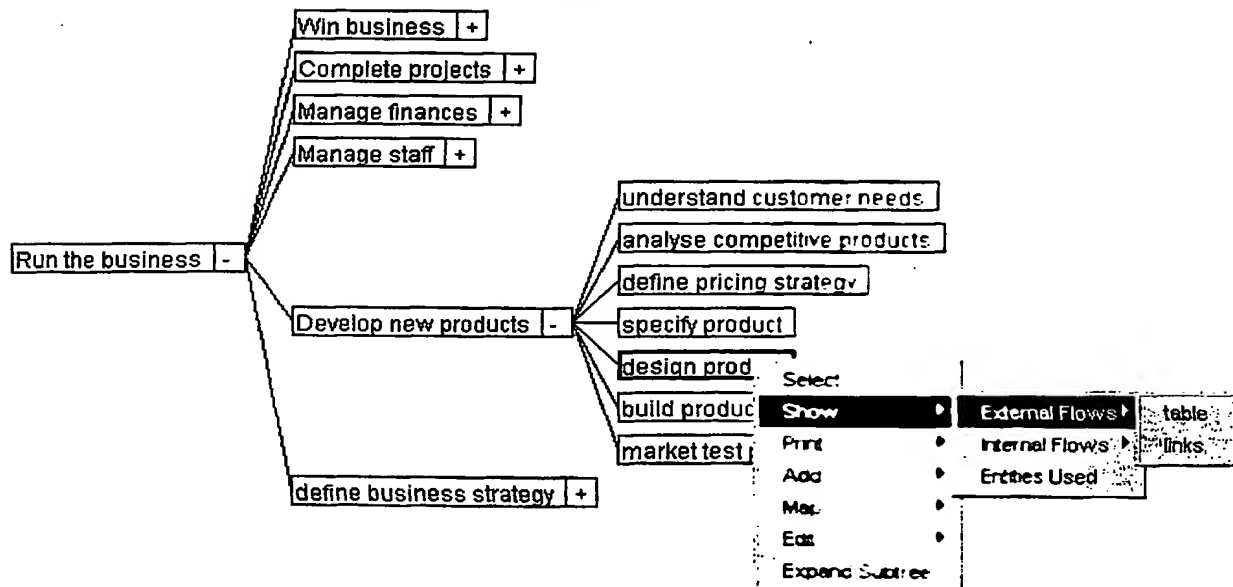 Win business +
Complete projects +
Manage finances +
Manage staff +
understand customer needs
analyse competitive products
Run the business -
define pricing strategy
Develop new products -
specify product
design prod
Select
build produc
Show
External Flows
table
market test
Print
Internal Flows
links
Add
Entities Used
define business strategy +
Map
Edit
Expand Subtree